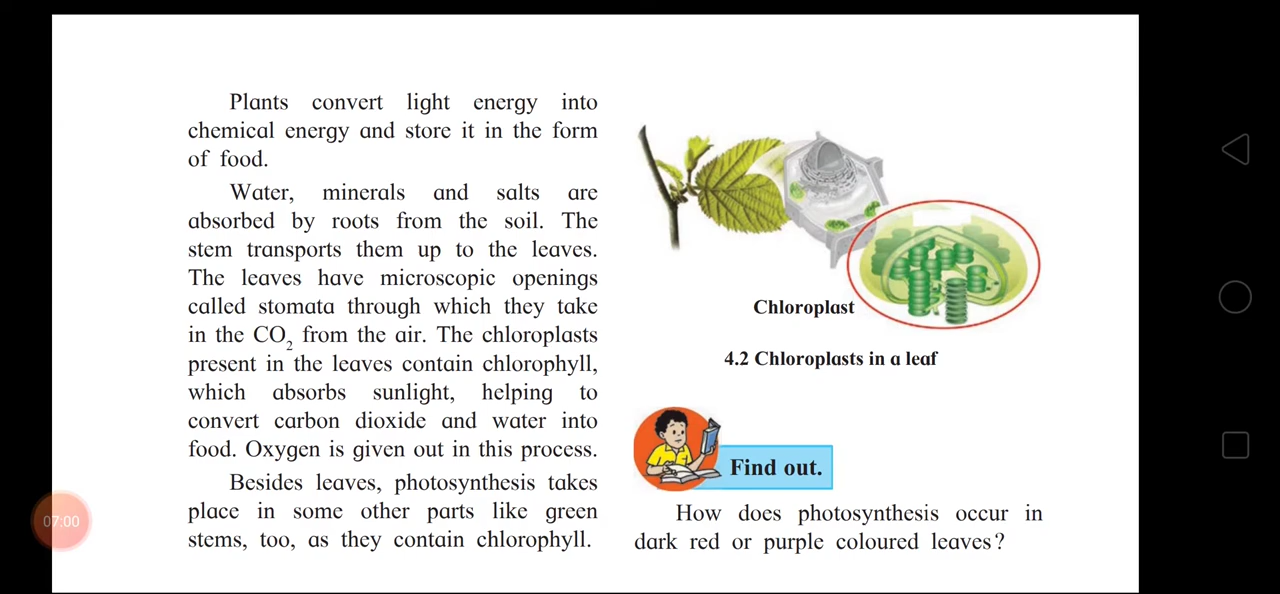 Plants convert light energy into
chemical energy and store it in the form
of food.
Water, minerals and salts are
absorbed by roots from the soil. The
stem transports them up to the leaves.
The leaves have microscopic openings
called stomata through which they take
in the CO₂ from the air. The chloroplasts
present in the leaves contain chlorophyll,
which absorbs sunlight, helping to
convert carbon dioxide and water into
food. Oxygen is given out in this process.
Besides leaves, photosynthesis takes
place in some other parts like green
stems, too, as they contain chlorophyll.
Chloroplast
4.2 Chloroplasts in a leaf
Find out.
How does photosynthesis occur in
dark red or purple coloured leaves?
07:00